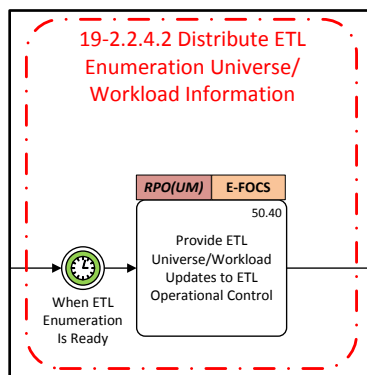 19-2.2.4.2 Distribute ETL
Enumeration Universe/
Workload Information
RPO(UM)
E-FOCS
50.40
Provide ETL
Universe/Workload
Updates to ETL
Operational Control
When ETL
Enumeration
Is Ready